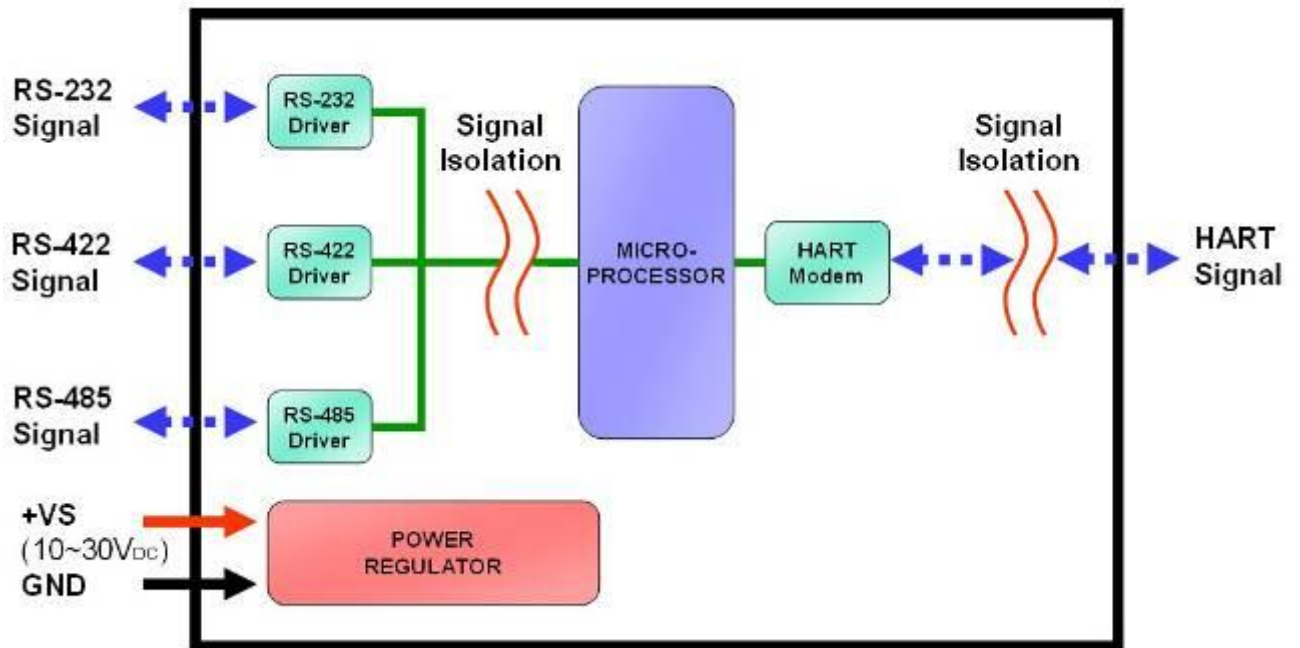 RS-232
Signal
RS-232
Driver
Signal
Isolation
Signal
Isolation
RS-422
Signal
RS-422
Driver
MICRO-
PROCESSOR
HART
Modem
HART
Signal
RS-485
Signal
RS-485
Driver
+VS
(10~30VDC)
GND
POWER
REGULATOR